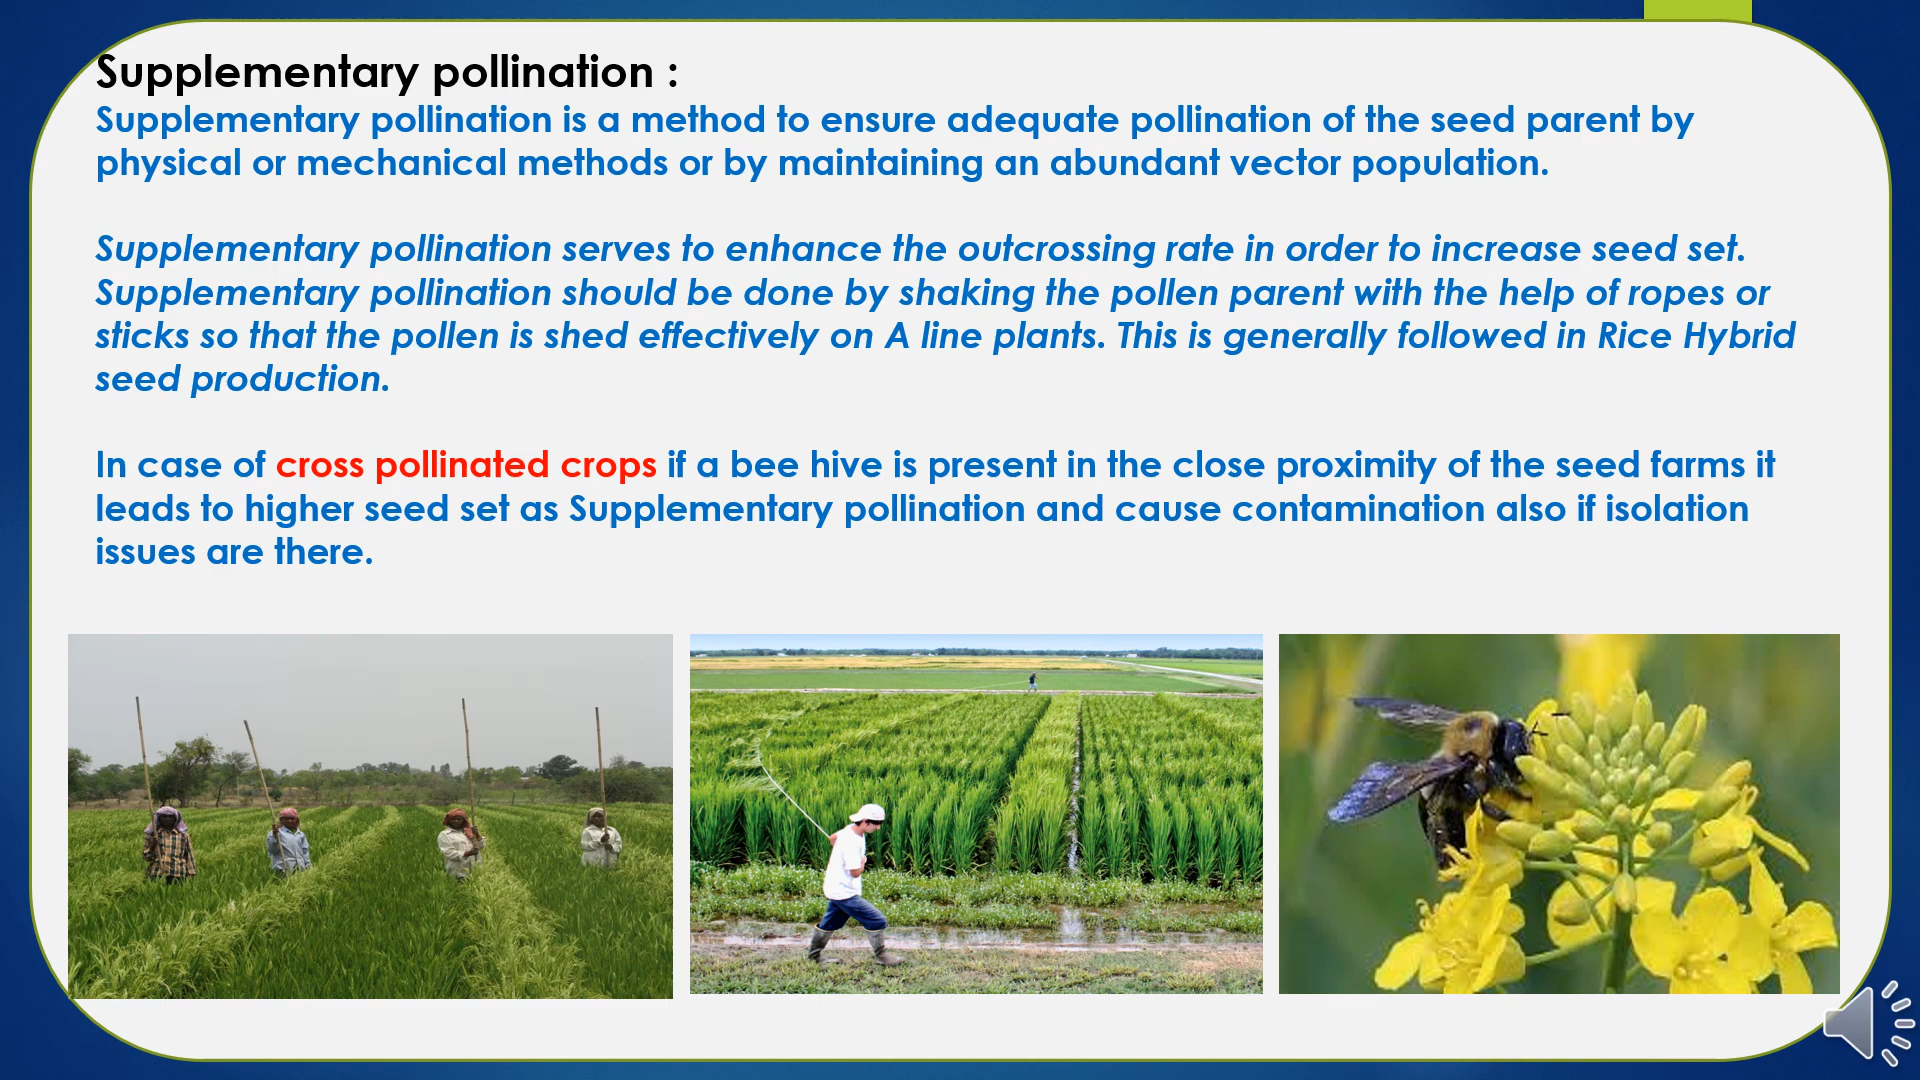 Supplementary pollination :
Supplementary pollination is a method to ensure adequate pollination of the seed parent by
physical or mechanical methods or by maintaining an abundant vector population.
Supplementary pollination serves to enhance the outcrossing rate in order to increase seed set.
Supplementary pollination should be done by shaking the pollen parent with the help of ropes or
sticks so that the pollen is shed effectively on A line plants. This is generally followed in Rice Hybrid
seed production.
In case of cross pollinated crops if a bee hive is present in the close proximity of the seed farms it
leads to higher seed set as Supplementary pollination and cause contamination also if isolation
issues are there.